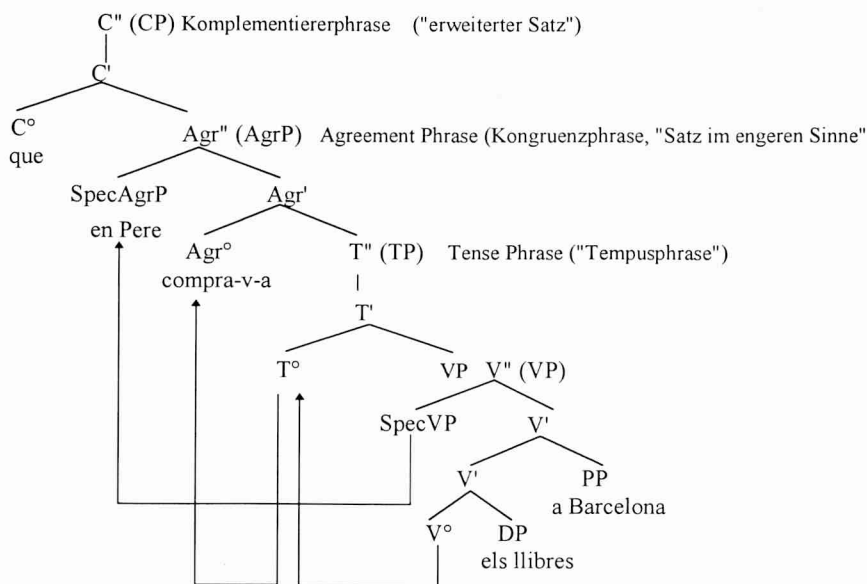 C" (CP) Komplementiererphrase ("erweiterter Satz")
C'
C° Agr" (AgrP) Agreement Phrase (Kongruenzphrase, "Satz im engeren Sinne"
que
SpecAgrP Agr'
en Pere
Agr° T" (TP) Tense Phrase ("Tempusphrase")
compra-v-a
T'
T° VP V" (VP)
SpecVP V'
V' PP
a Barcelona
V° DP
els llibres